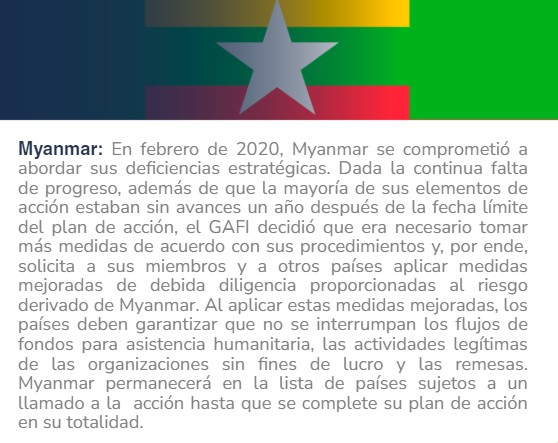 Myanmar: En febrero de 2020, Myanmar se comprometió a
abordar sus deficiencias estratégicas. Dada la continua falta
de progreso, además de que la mayoría de sus elementos de
acción estaban sin avances un año después de la fecha límite
del plan de acción, el GAFI decidió que era necesario tomar
más medidas de acuerdo con sus procedimientos y, por ende,
solicita a sus miembros y a otros países aplicar medidas
mejoradas de debida diligencia proporcionadas al riesgo
derivado de Myanmar. Al aplicar estas medidas mejoradas, los
países deben garantizar que no se interrumpan los flujos de
fondos para asistencia humanitaria, las actividades legítimas
de las organizaciones sin fines de lucro y las remesas.
Myanmar permanecerá en la lista de países sujetos a un
llamado a la acción hasta que se complete su plan de acción
en su totalidad.